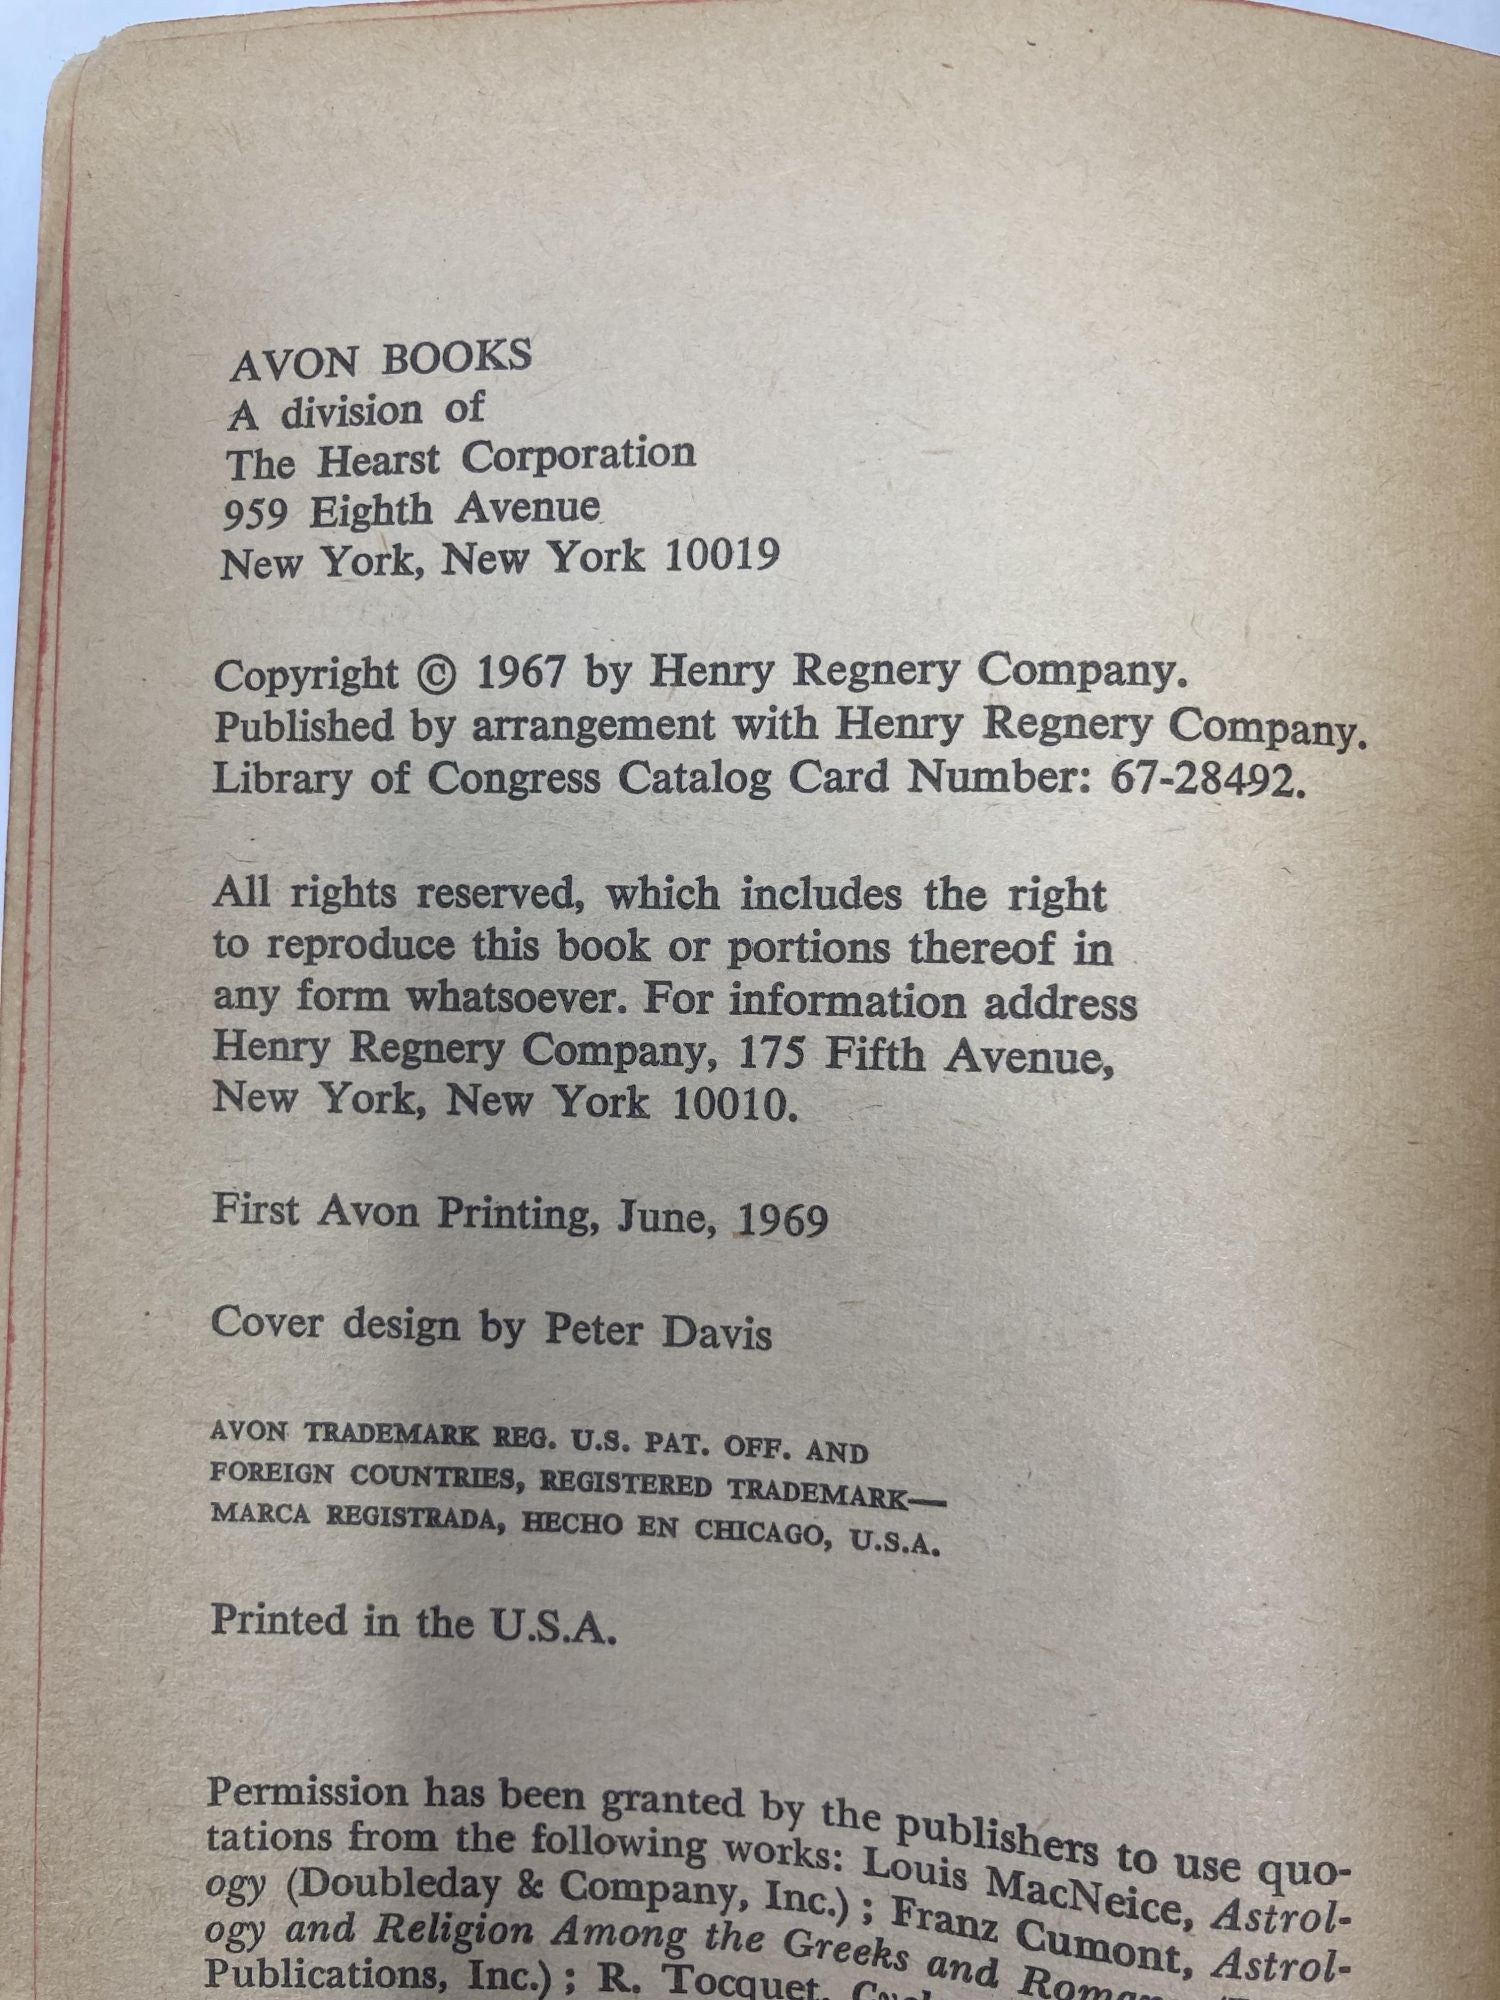 AVON BOOKS
A division of
The Hearst Corporation
959 Eighth Avenue
New York, New York 10019
Copyright © 1967 by Henry Regnery Company.
Published by arrangement with Henry Regnery Company.
Library of Congress Catalog Card Number: 67-28492.
All rights reserved, which includes the right
to reproduce this book or portions thereof in
any form whatsoever. For information address
Henry Regnery Company, 175 Fifth Avenue,
New York, New York 10010.
First Avon Printing, June, 1969
Cover design by Peter Davis
AVON TRADEMARK REG. U.S. PAT. OFF. AND
FOREIGN COUNTRIES, REGISTERED TRADEMARK—
MARCA REGISTRADA, HECHO EN CHICAGO, U.S.A.
Printed in the U.S.A.
Permission has been granted by the publishers to use quo-
tations from the following works: Louis MacNeice, Astrol-
ogy (Doubleday & Company, Inc.) ; Franz Cumont, Astrol-
ogy and Religion Among the Greeks and Romans
Publications, Inc.) ; R. Tocquet,